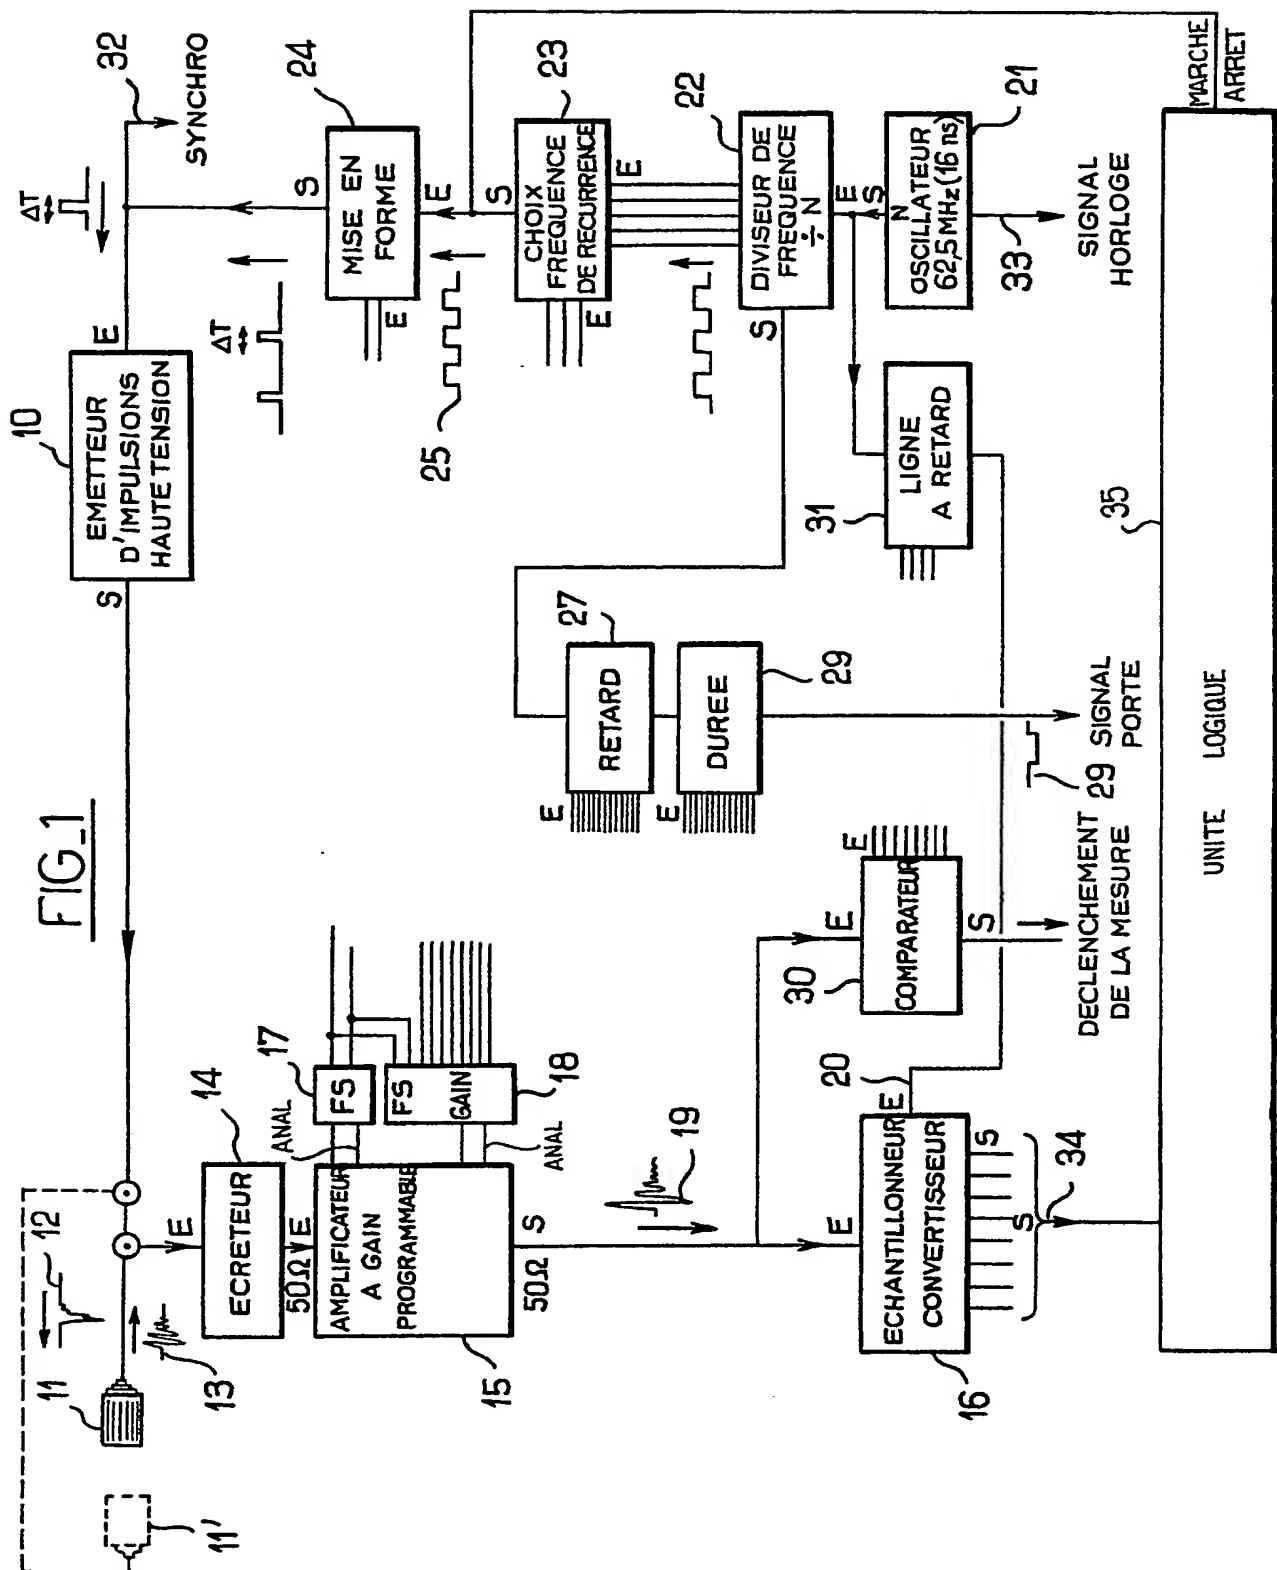 FIG_1
10
EMETTEUR
D'IMPULSIONS
HAUTE TENSION
S
E
ΔT
32
SYNCHRO
ΔT
24
MISE EN
FORME
S
E
E
25
23
CHOIX
FREQUENCE
DE RECURRENCE
S
E
E
22
DIVISEUR DE
FREQUENCE
÷ N
E
S
21
OSCILLATEUR
62,5 MHz (16 ns)
S
N
33
SIGNAL
HORLOGE
MARCHE
ARRET
31
LIGNE
A RETARD
27
RETARD
E
29
DUREE
E
29
SIGNAL
PORTE
35
UNITE LOGIQUE
12
11
13
11'
14
ECRETEUR
E
50Ω
E
AMPLIFICATEUR
A GAIN
PROGRAMMABLE
15
S
50Ω
17
FS
ANAL
FS
GAIN
18
ANAL
19
30
COMPARATEUR
E
E
S
DECLENCHEMENT
DE LA MESURE
20
E
E
ECHANTILLONNEUR
CONVERTISSEUR
16
S
S
34